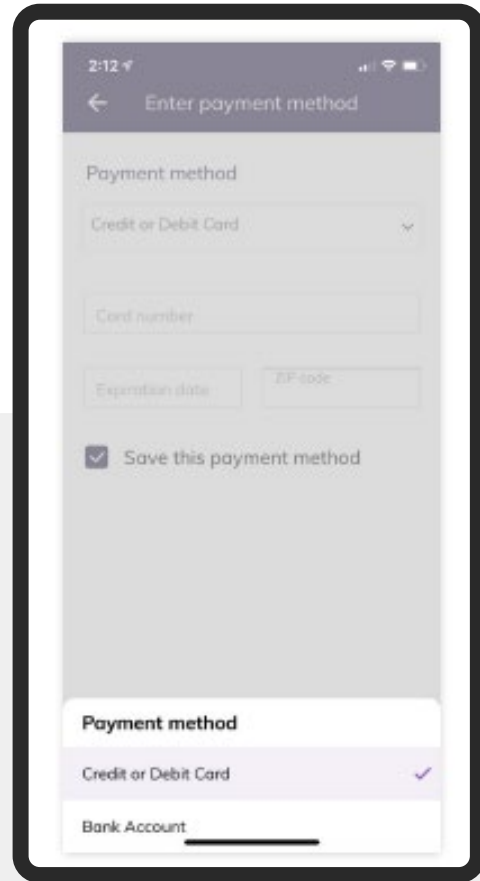 2:12
Enter payment method
Payment method
Credit or Debit Card
Card number
Expiration date ZIP code
Save this payment method
Payment method
Credit or Debit Card
Bank Account